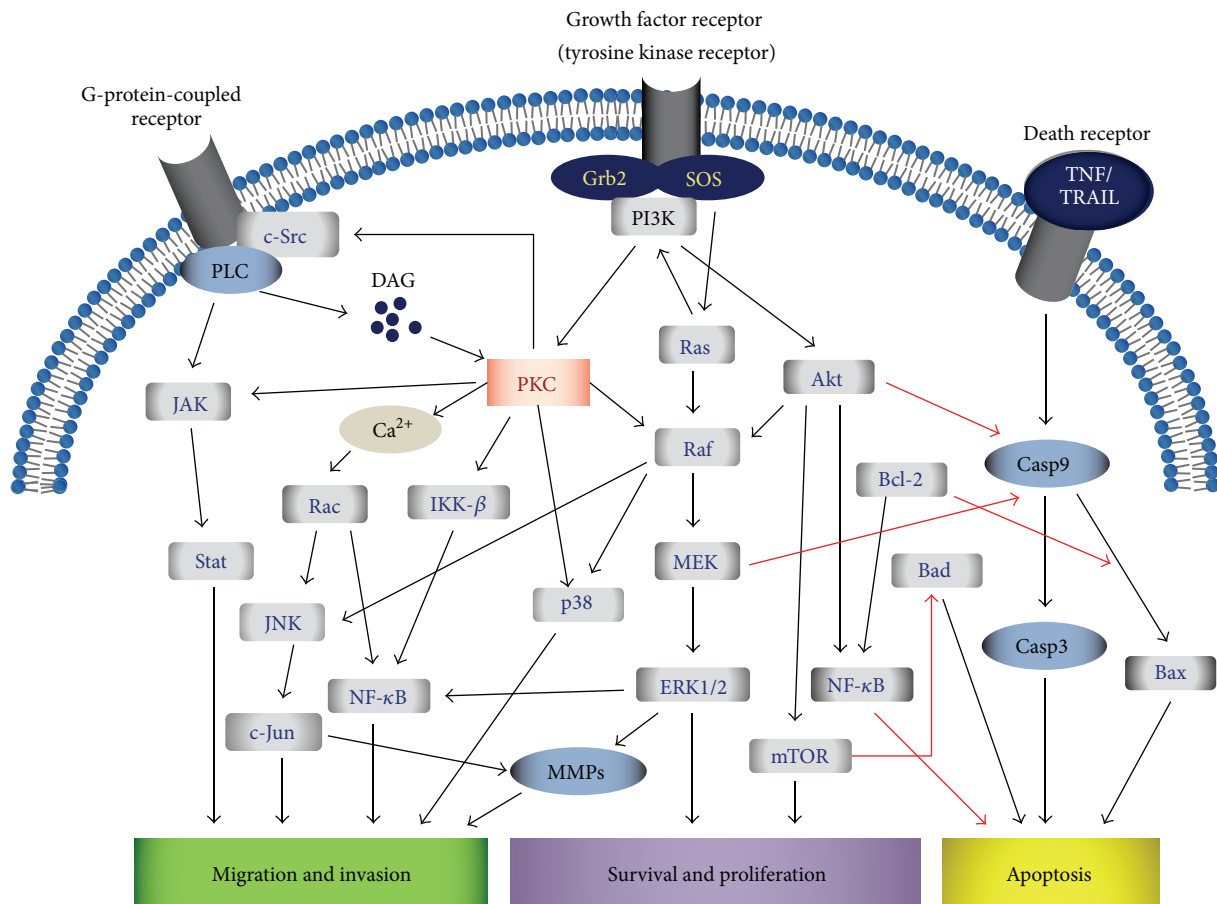 Growth factor receptor
(tyrosine kinase receptor)
G-protein-coupled
receptor
Death receptor
TNF/
TRAIL
Grb2
SOS
PI3K
c-Src
PLC
DAG
Ras
PKC
Akt
JAK
Ca²⁺
Raf
Casp9
Bcl-2
Rac
IKK-β
Stat
MEK
Bad
p38
JNK
Casp3
NF-κB
ERK1/2
NF-κB
Bax
c-Jun
mTOR
MMPs
Migration and invasion
Survival and proliferation
Apoptosis